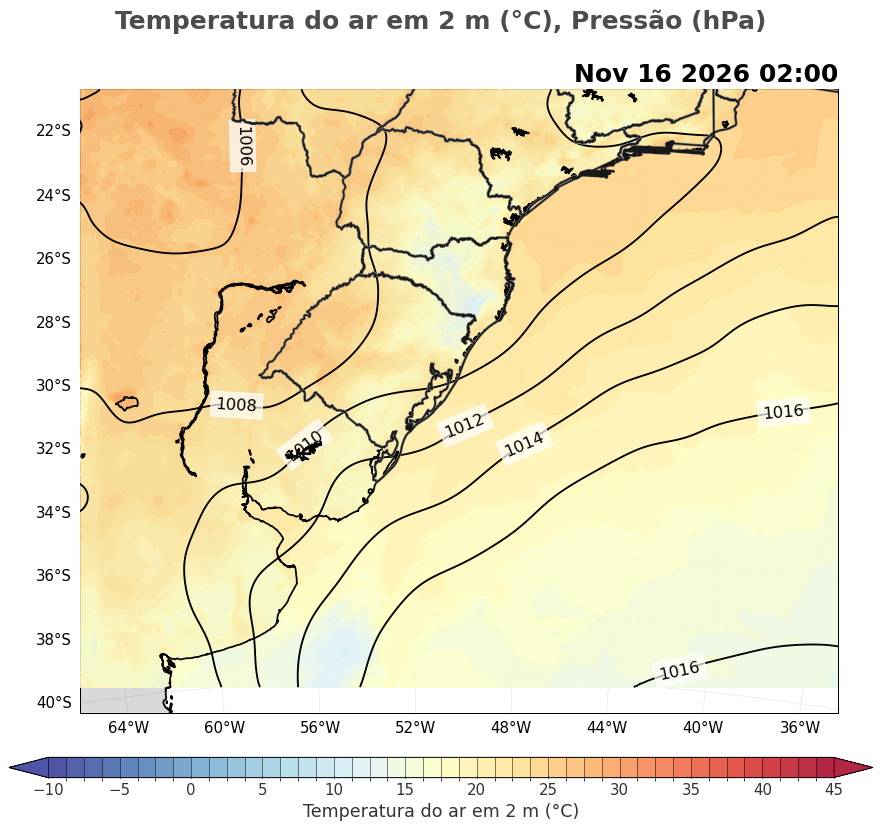 Temperatura do ar em 2 m (°C), Pressão (hPa)
Nov 16 2026 02:00
22°S
24°S
26°S
28°S
30°S
32°S
34°S
36°S
38°S
40°S
1006
1008
1010
1012
1014
1016
1016
64°W 60°W 56°W 52°W 48°W 44°W 40°W 36°W
−10 −5 0 5 10 15 20 25 30 35 40 45
Temperatura do ar em 2 m (°C)